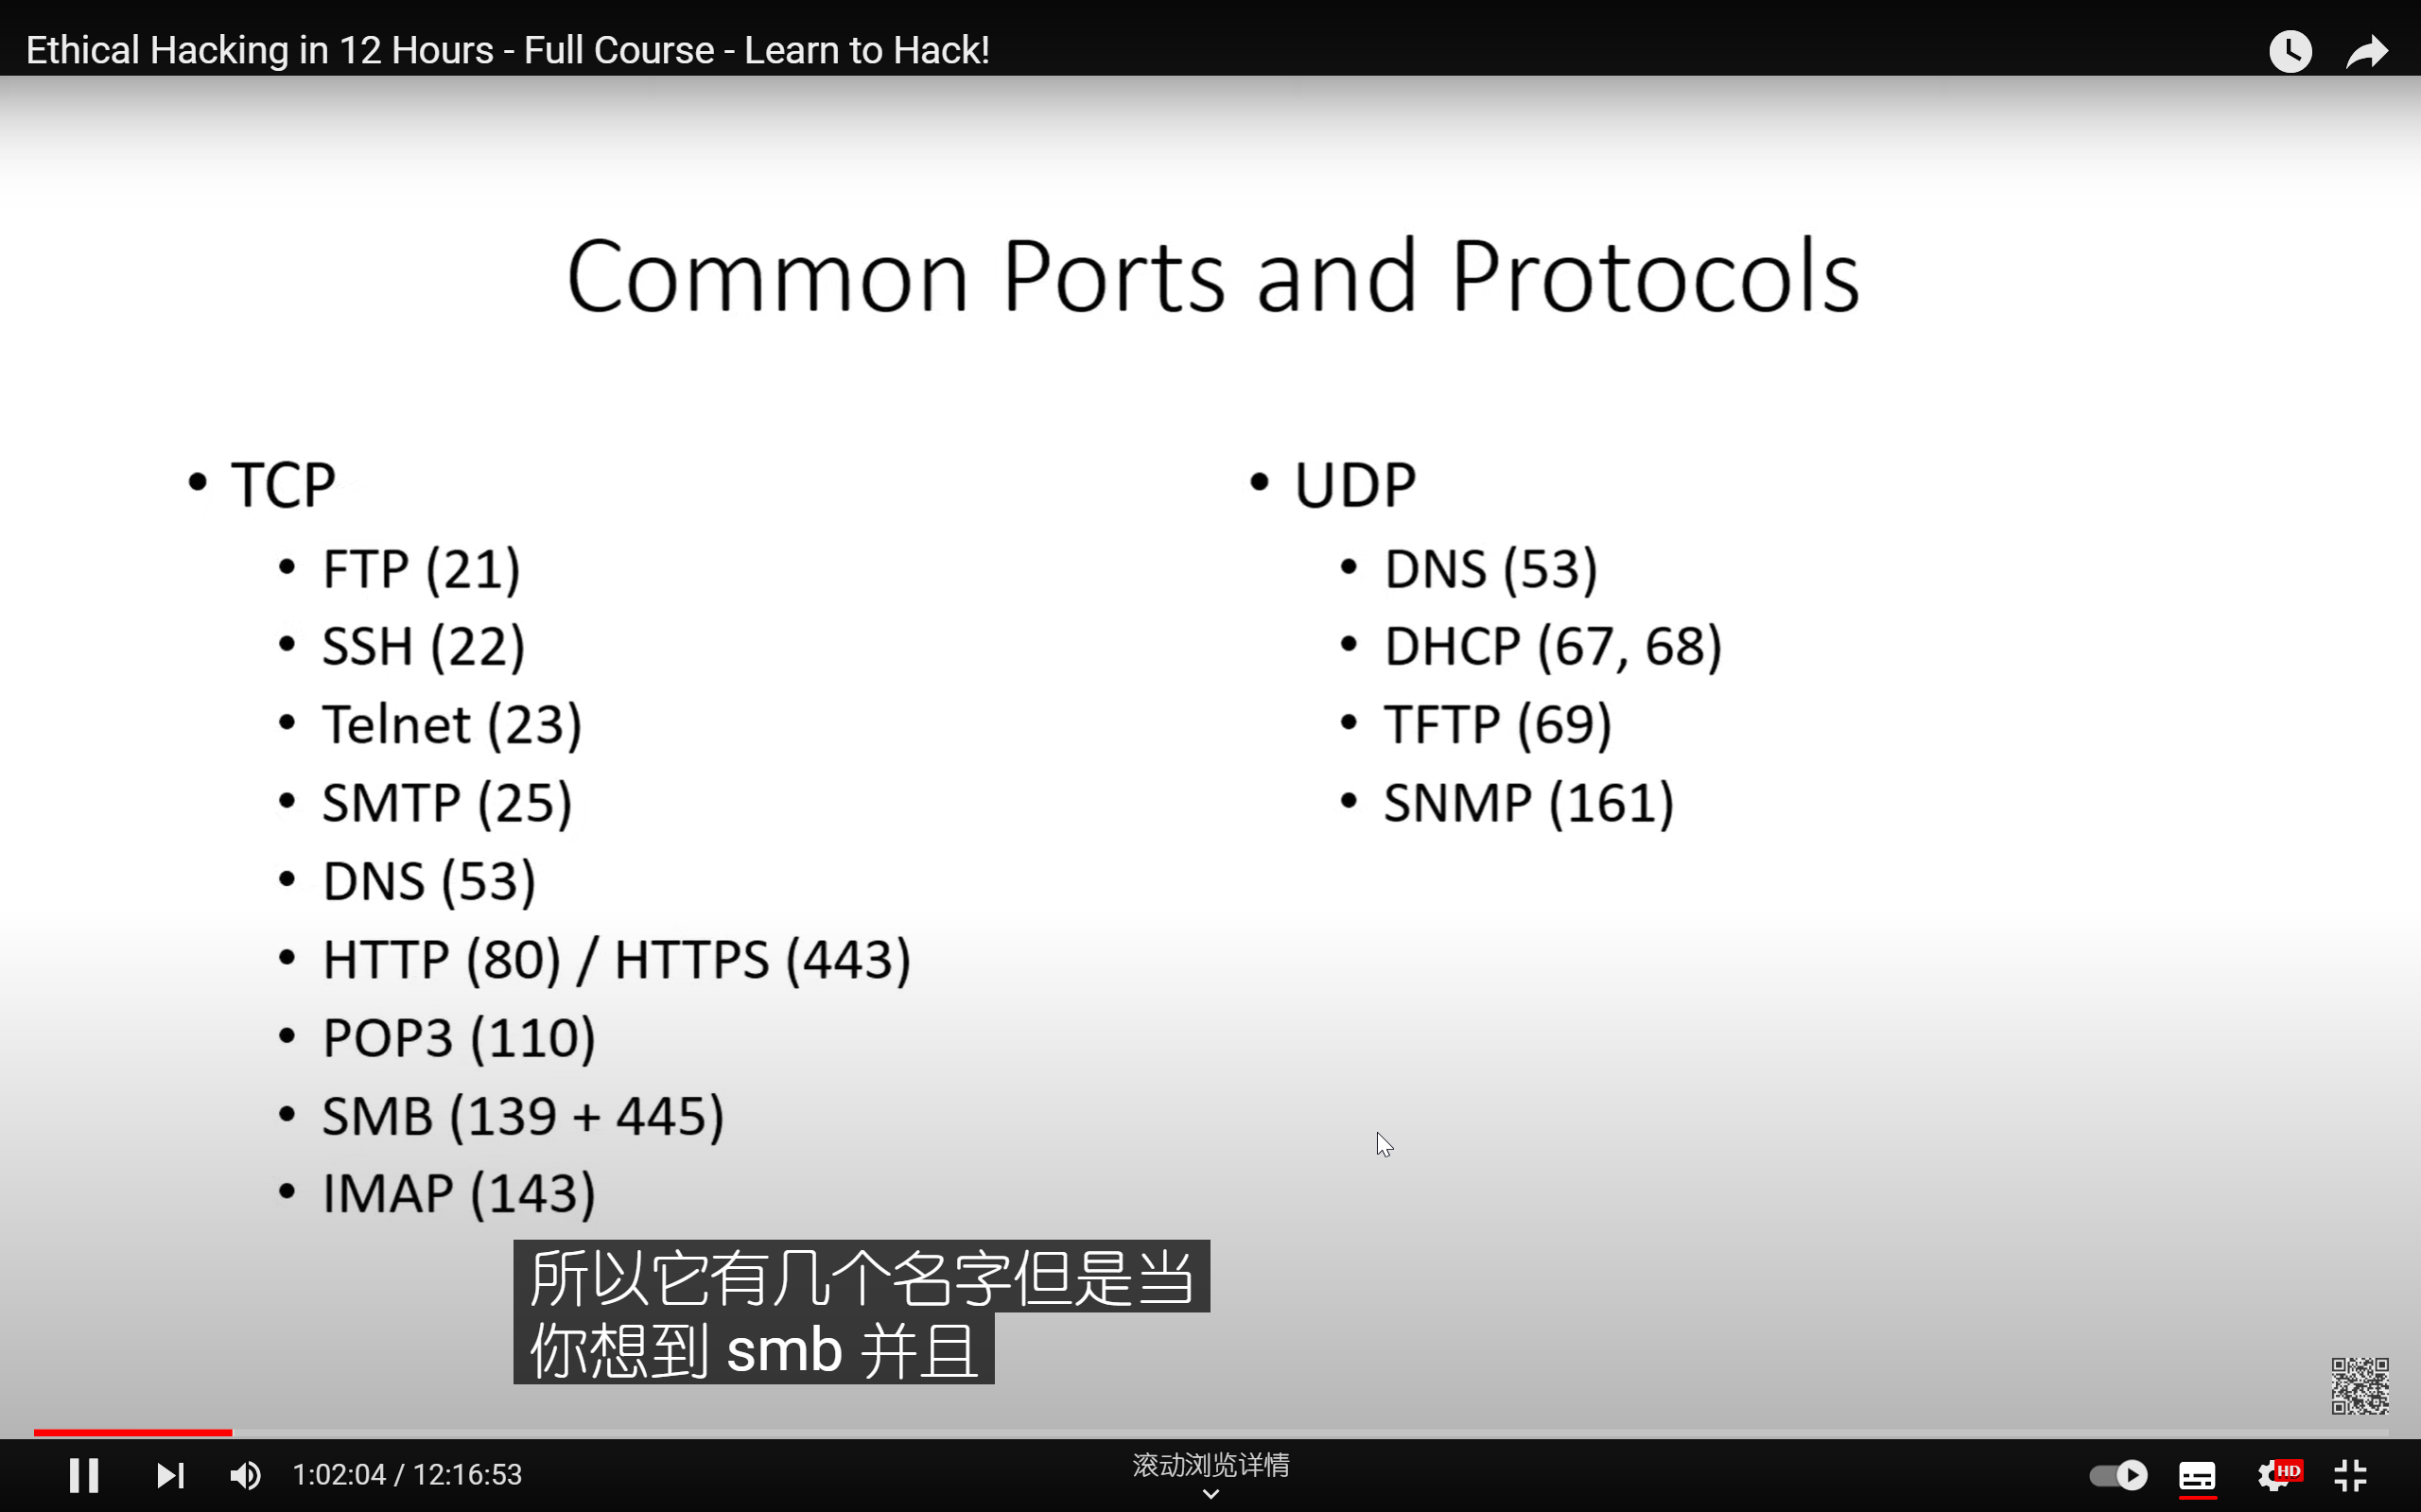 Ethical Hacking in 12 Hours - Full Course - Learn to Hack!
Common Ports and Protocols
• TCP
• FTP (21)
• SSH (22)
• Telnet (23)
• SMTP (25)
• DNS (53)
• HTTP (80) / HTTPS (443)
• POP3 (110)
• SMB (139 + 445)
• IMAP (143)
• UDP
• DNS (53)
• DHCP (67, 68)
• TFTP (69)
• SNMP (161)
所以它有几个名字但是当
你想到 smb 并且
1:02:04 / 12:16:53
滚动浏览详情
HD